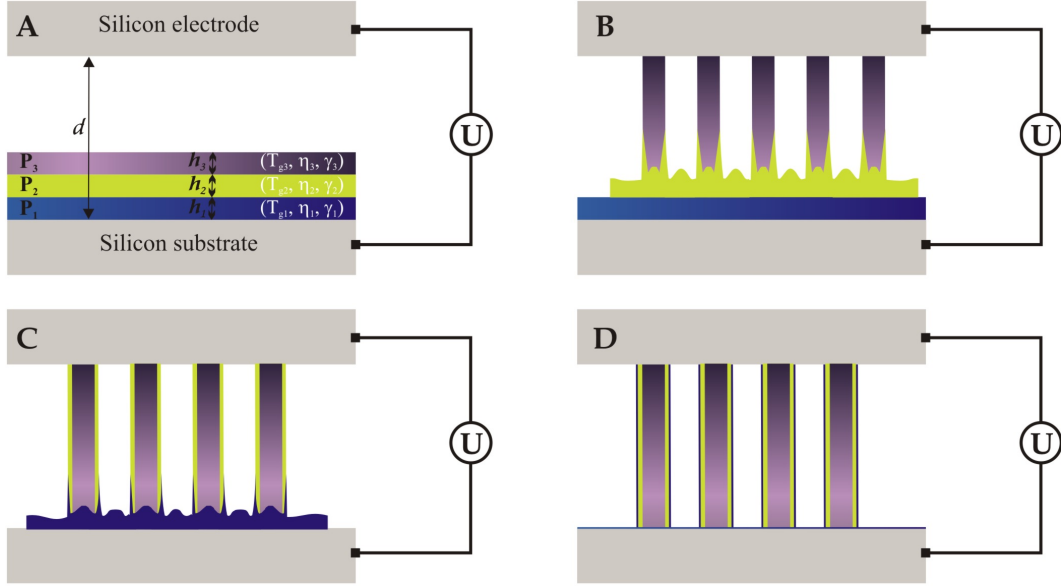 A
Silicon electrode
d
U
P₃ h₃ (Tg3, η₃, γ₃)
P₂ h₂ (Tg2, η₂, γ₂)
P₁ h₁ (Tg1, η₁, γ₁)
Silicon substrate
B
U
C
U
D
U